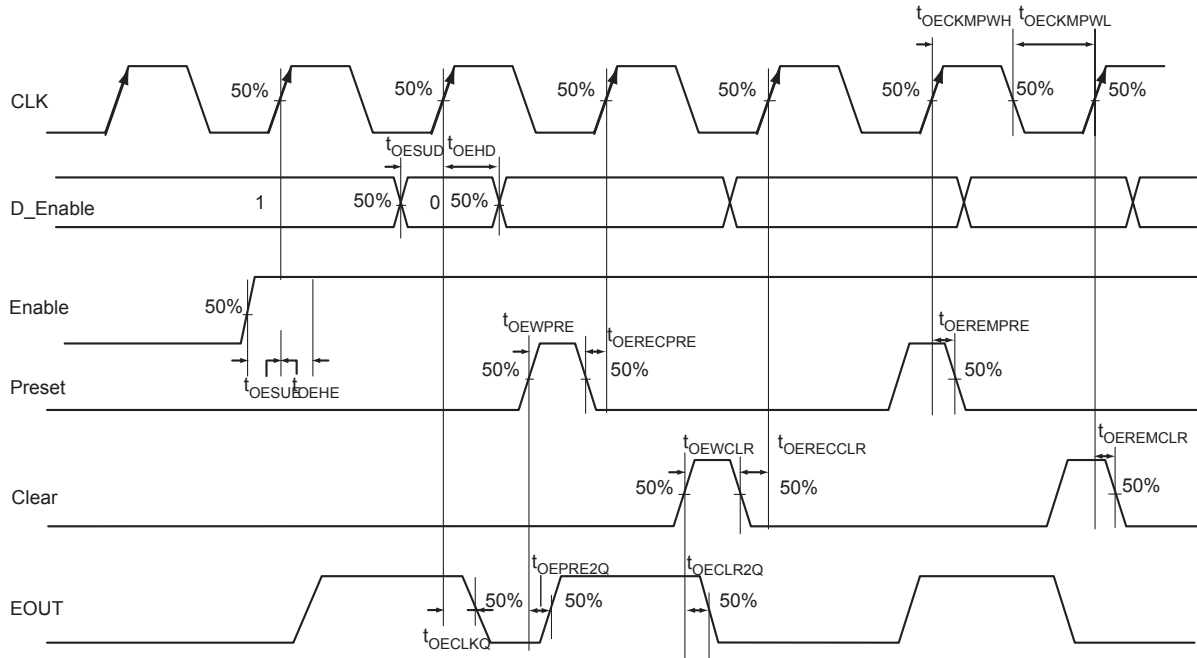 tOECKMPWH tOECKMPWL
CLK 50% 50% 50% 50% 50% 50% 50%
tOESUD tOEHD
D_Enable 1 50% 0 50%
Enable 50%
tOEWPRE tOERECPRE tOEREMPRE
Preset tOESUE tOEHE 50% 50% 50%
tOEWCLR tOERECCLR tOEREMCLR
Clear 50% 50% 50%
tOEPRE2Q tOECLR2Q
EOUT 50% 50% 50%
tOECLKQ